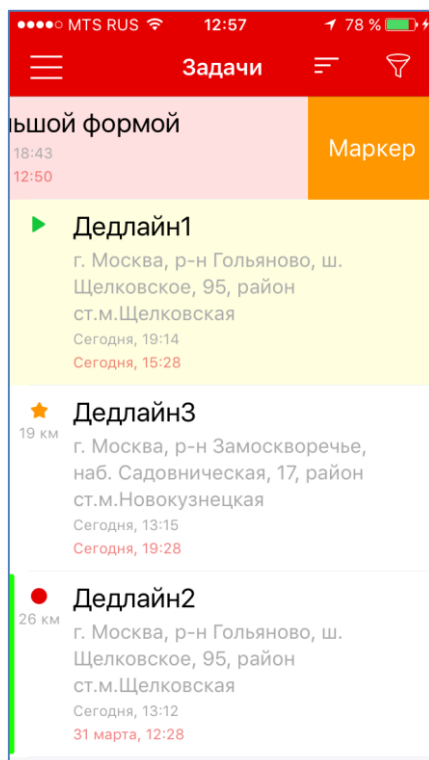 MTS RUS 12:57 78 %
Задачи
ьшой формой
18:43
12:50
Маркер
Дедлайн1
г. Москва, р-н Гольяново, ш.
Щелковское, 95, район
ст.м.Щелковская
Сегодня, 19:14
Сегодня, 15:28
Дедлайн3
19 км
г. Москва, р-н Замоскворечье,
наб. Садовническая, 17, район
ст.м.Новокузнецкая
Сегодня, 13:15
Сегодня, 19:28
Дедлайн2
26 км
г. Москва, р-н Гольяново, ш.
Щелковское, 95, район
ст.м.Щелковская
Сегодня, 13:12
31 марта, 12:28